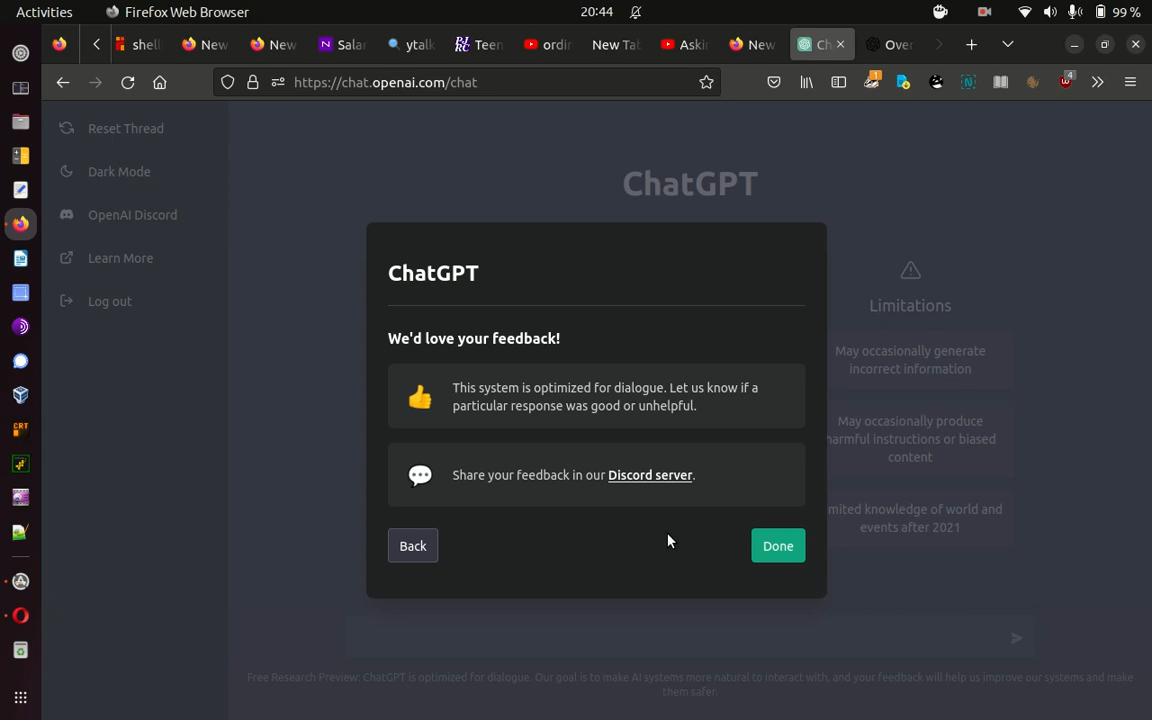 Activities Firefox Web Browser 20:44 99 %
shell New New Salar ytalk Teen ordin New Tab Askin New Ch Over
https://chat.openai.com/chat 1 4
Reset Thread
Dark Mode
OpenAI Discord
Learn More
Log out
ChatGPT
Limitations
May occasionally generate
incorrect information
May occasionally produce
harmful instructions or biased
content
mited knowledge of world and
events after 2021
ChatGPT
We'd love your feedback!
This system is optimized for dialogue. Let us know if a
particular response was good or unhelpful.
Share your feedback in our Discord server.
Back Done
Free Research Preview: ChatGPT is optimized for dialogue. Our goal is to make AI systems more natural to interact with, and your feedback will help us improve our systems and make
them safer.
CRT